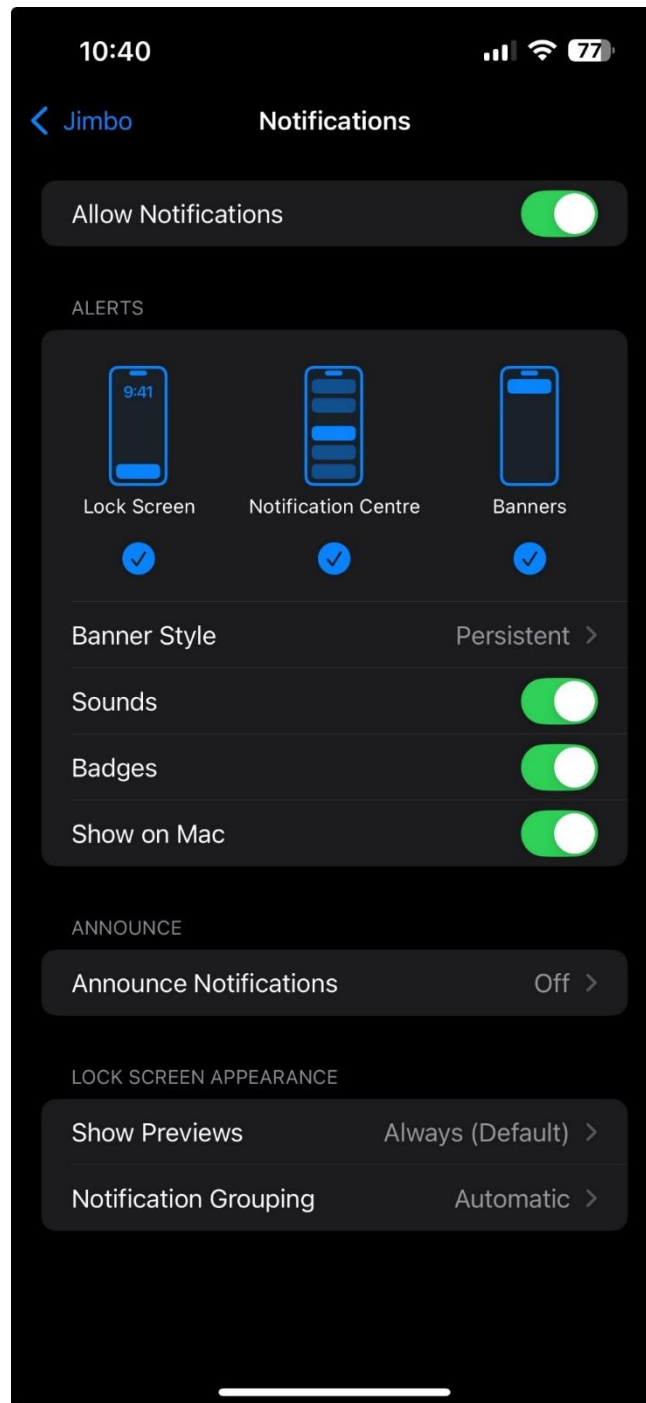 10:40
77
Jimbo
Notifications
Allow Notifications
ALERTS
9:41
Lock Screen
Notification Centre
Banners
Banner Style
Persistent
Sounds
Badges
Show on Mac
ANNOUNCE
Announce Notifications
Off
LOCK SCREEN APPEARANCE
Show Previews
Always (Default)
Notification Grouping
Automatic